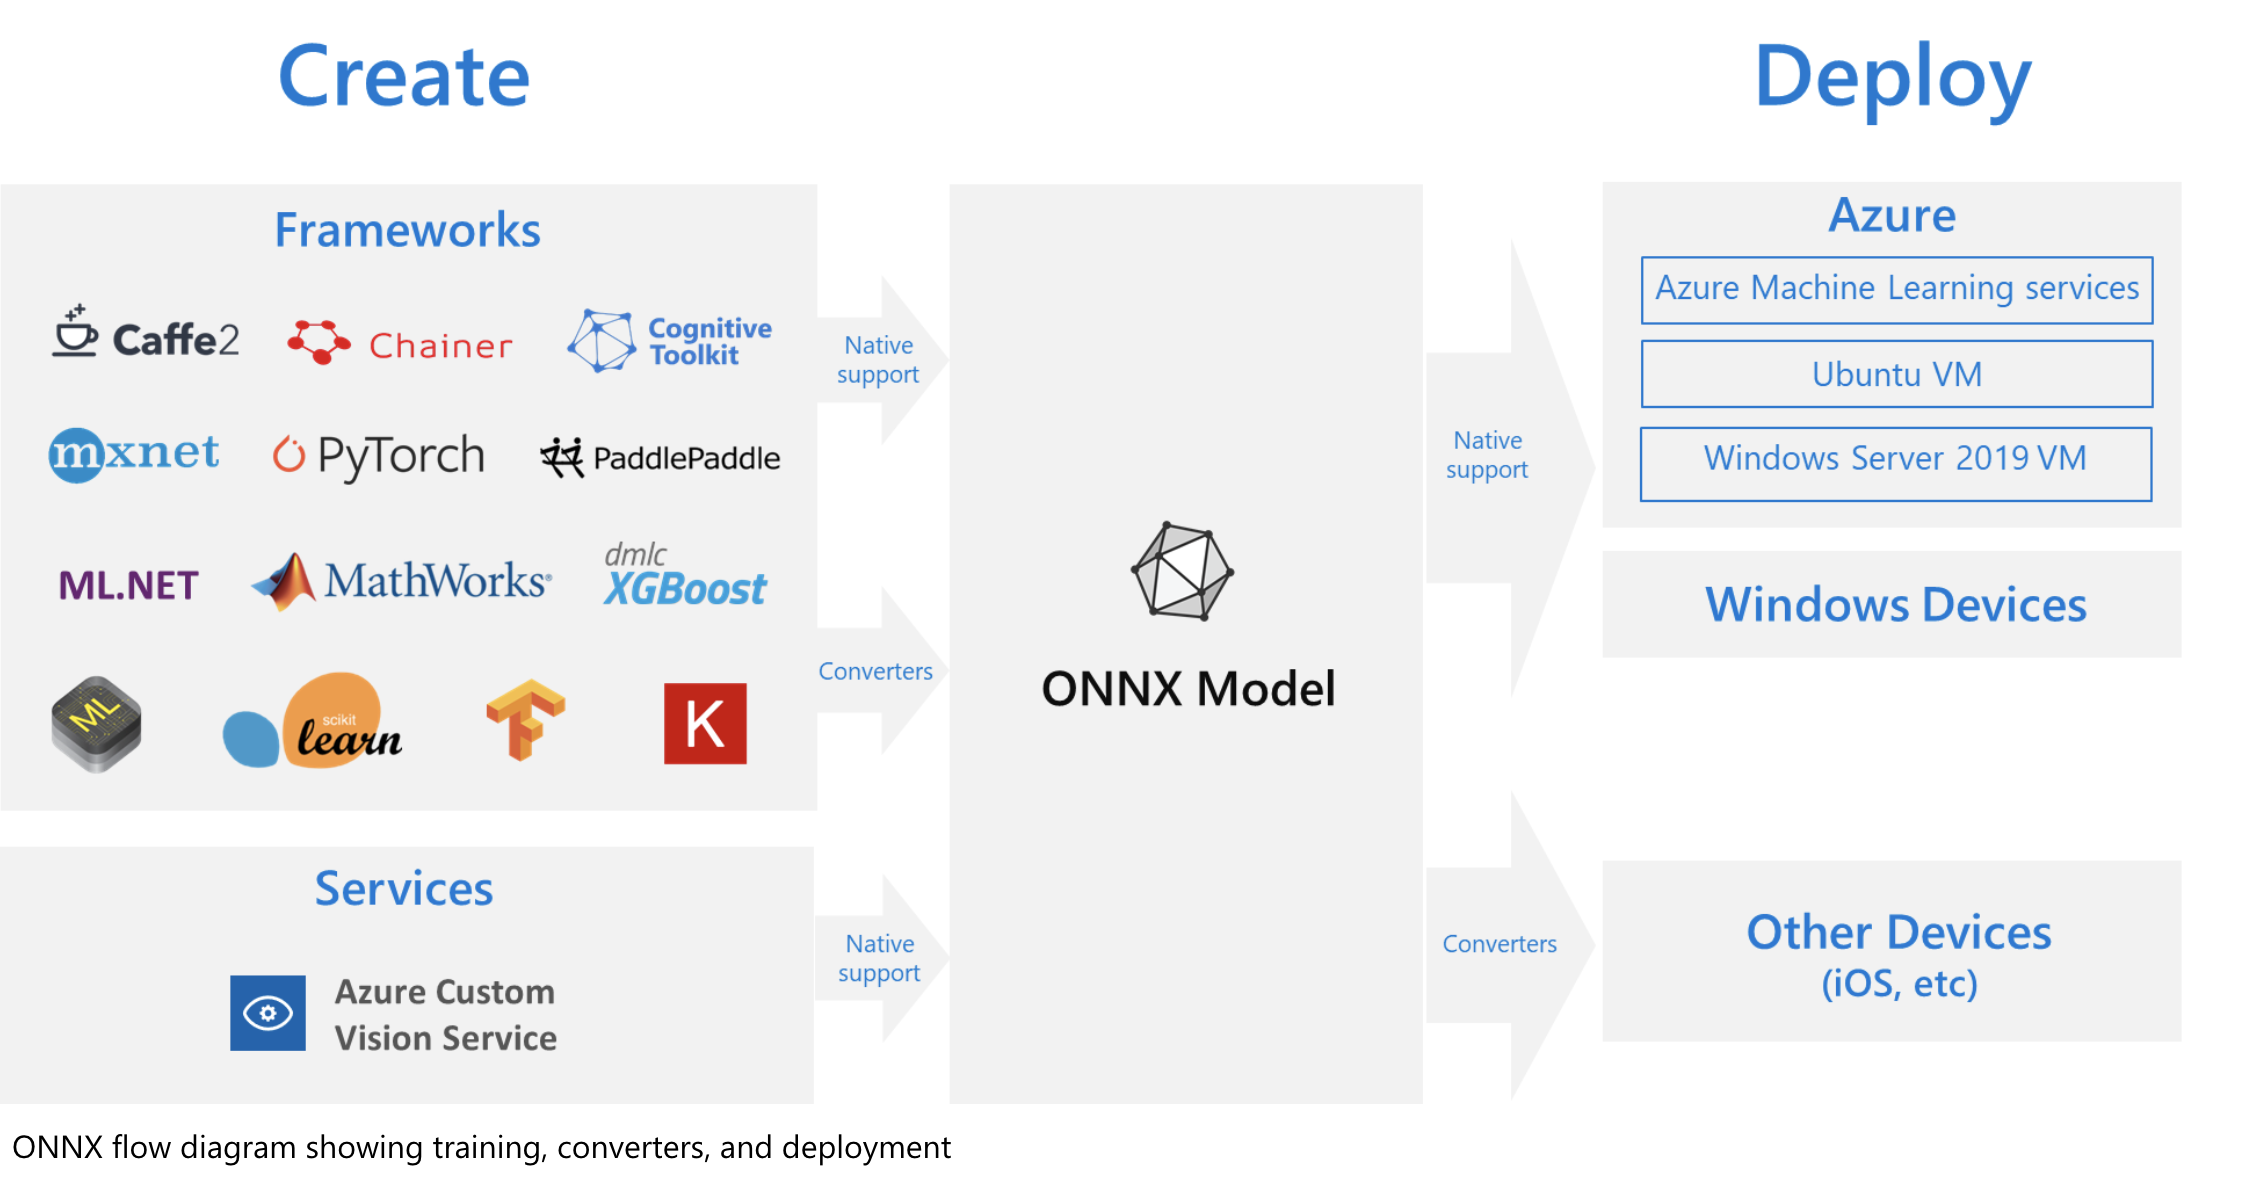 Create
Deploy
Frameworks
Caffe2
Chainer
Cognitive
Toolkit
mxnet
PyTorch
PaddlePaddle
ML.NET
MathWorks®
dmlc
XGBoost
ML
scikit
learn
K
Services
Azure Custom
Vision Service
Native
support
Converters
Native
support
ONNX Model
Native
support
Converters
Azure
Azure Machine Learning services
Ubuntu VM
Windows Server 2019 VM
Windows Devices
Other Devices
(iOS, etc)
ONNX flow diagram showing training, converters, and deployment